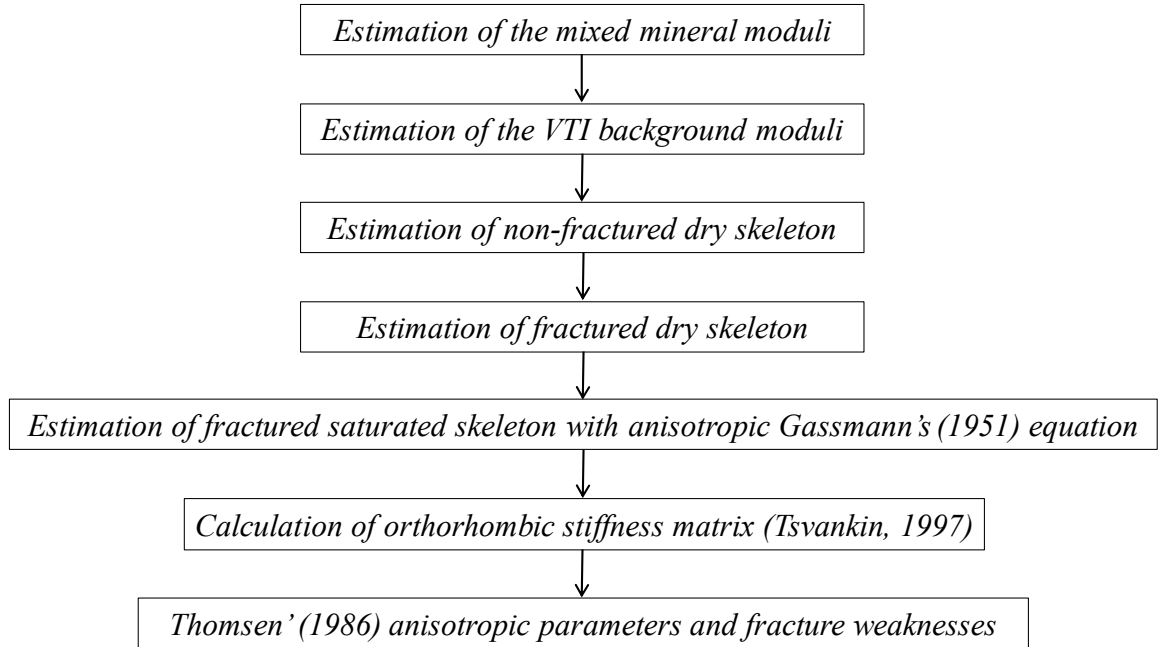 Estimation of the mixed mineral moduli
Estimation of the VTI background moduli
Estimation of non-fractured dry skeleton
Estimation of fractured dry skeleton
Estimation of fractured saturated skeleton with anisotropic Gassmann’s (1951) equation
Calculation of orthorhombic stiffness matrix (Tsvankin, 1997)
Thomsen’ (1986) anisotropic parameters and fracture weaknesses